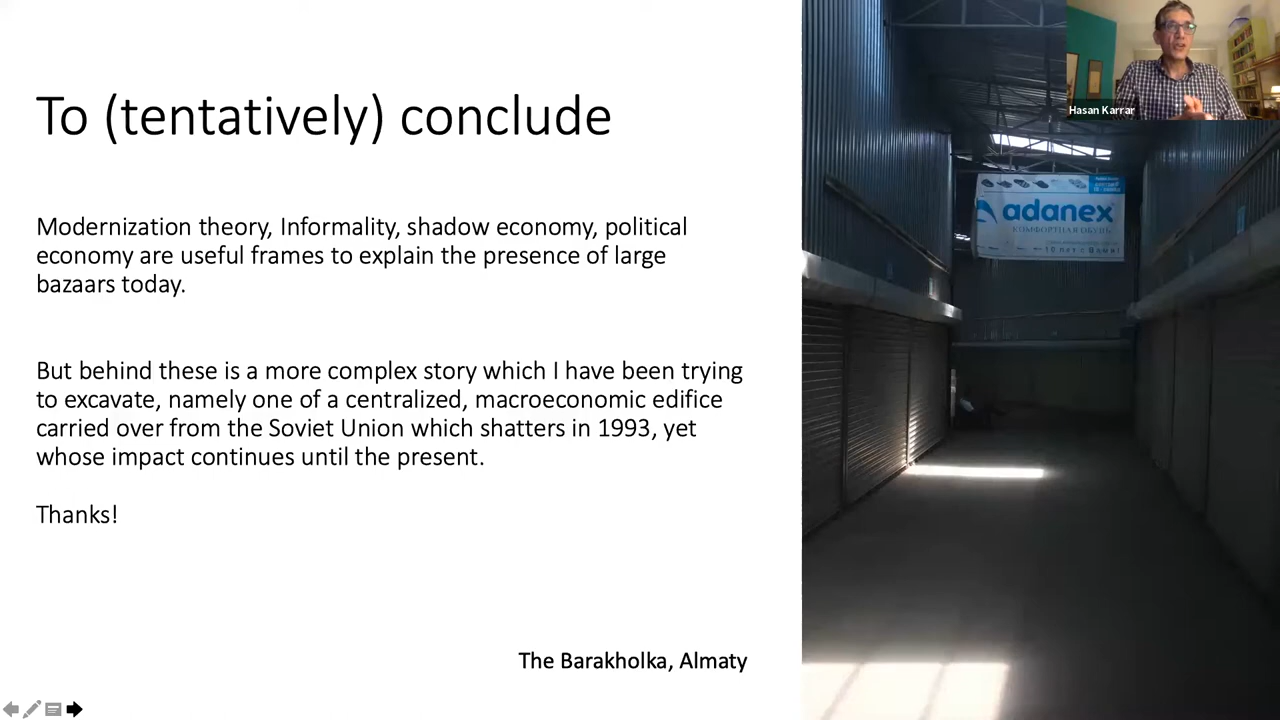 To (tentatively) conclude
Modernization theory, Informality, shadow economy, political
economy are useful frames to explain the presence of large
bazaars today.
But behind these is a more complex story which I have been trying
to excavate, namely one of a centralized, macroeconomic edifice
carried over from the Soviet Union which shatters in 1993, yet
whose impact continues until the present.
Thanks!
The Barakholka, Almaty
Hasan Karrar
adanex
КОМФОРТНАЯ ОБУВЬ
10 лет с Вами!